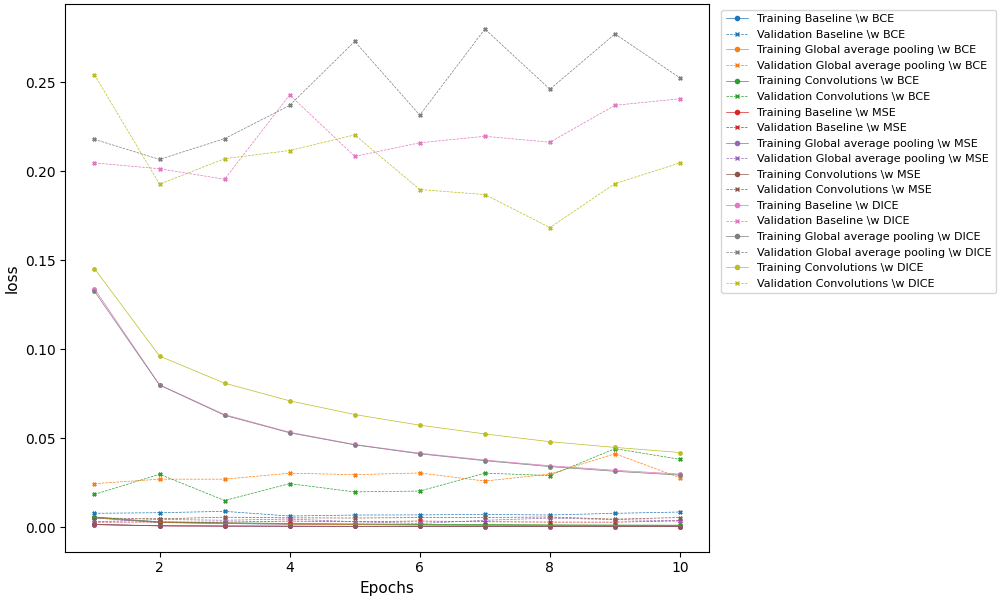 0.25
0.20
0.15
0.10
0.05
0.00
loss
2
4
6
8
10
Epochs
Training Baseline \w BCE
Validation Baseline \w BCE
Training Global average pooling \w BCE
Validation Global average pooling \w BCE
Training Convolutions \w BCE
Validation Convolutions \w BCE
Training Baseline \w MSE
Validation Baseline \w MSE
Training Global average pooling \w MSE
Validation Global average pooling \w MSE
Training Convolutions \w MSE
Validation Convolutions \w MSE
Training Baseline \w DICE
Validation Baseline \w DICE
Training Global average pooling \w DICE
Validation Global average pooling \w DICE
Training Convolutions \w DICE
Validation Convolutions \w DICE